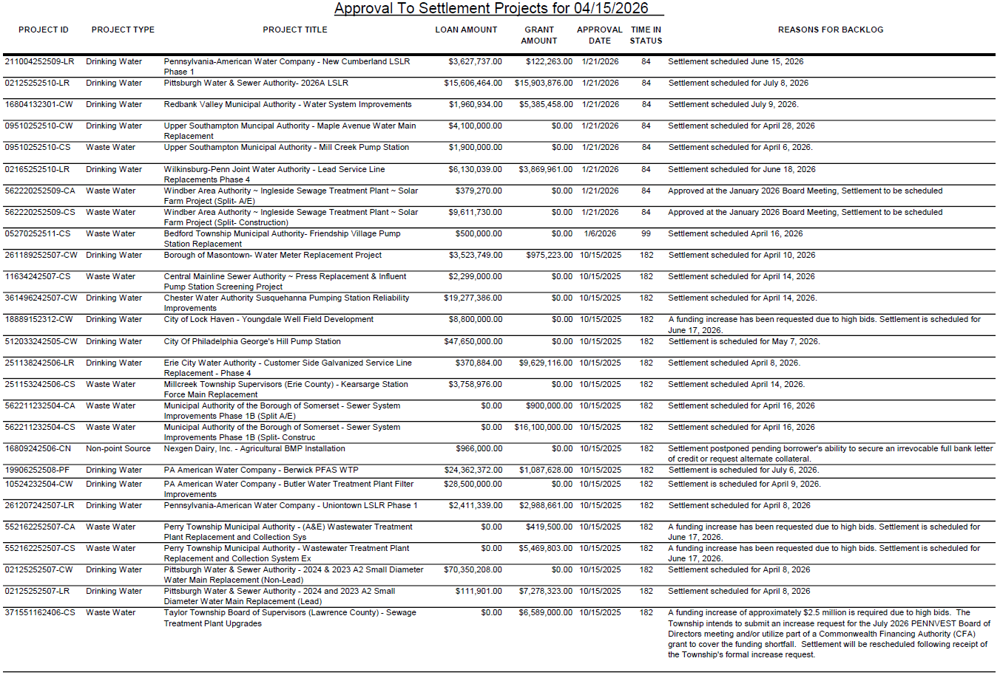 Approval To Settlement Projects for 04/15/2026
PROJECT ID PROJECT TYPE PROJECT TITLE LOAN AMOUNT GRANT AMOUNT APPROVAL DATE TIME IN STATUS REASONS FOR BACKLOG
211004252509-LR Drinking Water Pennsylvania-American Water Company - New Cumberland LSLR $3,627,737.00 $122,263.00 1/21/2026 84 Settlement scheduled June 15, 2026
Phase 1
02125252510-LR Drinking Water Pittsburgh Water & Sewer Authority- 2026A LSLR $15,606,464.00 $15,903,876.00 1/21/2026 84 Settlement scheduled for July 8, 2026
16804132301-CW Drinking Water Redbank Valley Municipal Authority - Water System Improvements $1,960,934.00 $5,385,458.00 1/21/2026 84 Settlement scheduled July 9, 2026.
09510252510-CW Drinking Water Upper Southampton Muncipal Authority - Maple Avenue Water Main $4,100,000.00 $0.00 1/21/2026 84 Settlement scheduled for April 28, 2026
Replacement
09510252510-CS Waste Water Upper Southampton Municipal Authority - Mill Creek Pump Station $1,900,000.00 $0.00 1/21/2026 84 Settlement scheduled for April 6, 2026.
02165252510-LR Drinking Water Wilkinsburg-Penn Joint Water Authority - Lead Service Line $6,130,039.00 $3,869,961.00 1/21/2026 84 Settlement scheduled for June 18, 2026
Replacements Phase 4
562220252509-CA Waste Water Windber Area Authority ~ Ingleside Sewage Treatment Plant ~ Solar $379,270.00 $0.00 1/21/2026 84 Approved at the January 2026 Board Meeting, Settlement to be scheduled
Farm Project (Split- A/E)
562220252509-CS Waste Water Windber Area Authority ~ Ingleside Sewage Treatment Plant ~ Solar $9,611,730.00 $0.00 1/21/2026 84 Approved at the January 2026 Board Meeting, Settlement to be scheduled
Farm Project (Split- Construction)
05270252511-CS Waste Water Bedford Township Municipal Authority- Friendship Village Pump $500,000.00 $0.00 1/6/2026 99 Settlement scheduled April 16, 2026
Station Replacement
261189252507-CW Drinking Water Borough of Masontown- Water Meter Replacement Project $3,523,749.00 $975,223.00 10/15/2025 182 Settlement scheduled for April 10, 2026
11634242507-CS Waste Water Central Mainline Sewer Authority ~ Press Replacement & Influent $2,299,000.00 $0.00 10/15/2025 182 Settlement scheduled for April 14, 2026
Pump Station Screening Project
361496242507-CW Drinking Water Chester Water Authority Susquehanna Pumping Station Reliability $19,277,386.00 $0.00 10/15/2025 182 Settlement scheduled for April 14, 2026.
Improvements
18889152312-CW Drinking Water City of Lock Haven - Youngdale Well Field Development $8,800,000.00 $0.00 10/15/2025 182 A funding increase has been requested due to high bids. Settlement is scheduled for
June 17, 2026.
512033242505-CW Drinking Water City Of Philadelphia George's Hill Pump Station $47,650,000.00 $0.00 10/15/2025 182 Settlement is scheduled for May 7, 2026.
251138242506-LR Drinking Water Erie City Water Authority - Customer Side Galvanized Service Line $370,884.00 $9,629,116.00 10/15/2025 182 Settlement scheduled April 8, 2026.
Replacement - Phase 4
251153242506-CS Waste Water Millcreek Township Supervisors (Erie County) - Kearsarge Station $3,758,976.00 $0.00 10/15/2025 182 Settlement scheduled April 14, 2026.
Force Main Replacement
562211232504-CA Waste Water Municipal Authority of the Borough of Somerset - Sewer System $0.00 $900,000.00 10/15/2025 182 Settlement scheduled for April 16, 2026
Improvements Phase 1B (Split A/E)
562211232504-CS Waste Water Municipal Authority of the Borough of Somerset - Sewer System $0.00 $16,100,000.00 10/15/2025 182 Settlement scheduled for April 16, 2026
Improvements Phase 1B (Split- Construc
16809242506-CN Non-point Source Nexgen Dairy, Inc. - Agricultural BMP Installation $966,000.00 $0.00 10/15/2025 182 Settlement postponed pending borrower's ability to secure an irrevocable full bank letter
of credit or request alternate collateral.
19906252508-PF Drinking Water PA American Water Company - Berwick PFAS WTP $24,362,372.00 $1,087,628.00 10/15/2025 182 Settlement is scheduled for July 6, 2026.
10524232504-CW Drinking Water PA American Water Company - Butler Water Treatment Plant Filter $28,500,000.00 $0.00 10/15/2025 182 Settlement is scheduled for April 9, 2026.
Improvements
261207242507-LR Drinking Water Pennsylvania-American Water Company - Uniontown LSLR Phase 1 $2,411,339.00 $2,988,661.00 10/15/2025 182 Settlement scheduled for April 8, 2026
552162252507-CA Waste Water Perry Township Municipal Authority - (A&E) Wastewater Treatment $0.00 $419,500.00 10/15/2025 182 A funding increase has been requested due to high bids. Settlement is scheduled for
Plant Replacement and Collection Sys June 17, 2026.
552162252507-CS Waste Water Perry Township Municipal Authority - Wastewater Treatment Plant $0.00 $5,469,803.00 10/15/2025 182 A funding increase has been requested due to high bids. Settlement is scheduled for
Replacement and Collection System Ex June 17, 2026.
02125252507-CW Drinking Water Pittsburgh Water & Sewer Authority - 2024 & 2023 A2 Small Diameter $70,350,208.00 $0.00 10/15/2025 182 Settlement scheduled for April 8, 2026
Water Main Replacement (Non-Lead)
02125252507-LR Drinking Water Pittsburgh Water & Sewer Authority - 2024 and 2023 A2 Small $111,901.00 $7,278,323.00 10/15/2025 182 Settlement scheduled for April 8, 2026
Diameter Water Main Replacement (Lead)
371551162406-CS Waste Water Taylor Township Board of Supervisors (Lawrence County) - Sewage $0.00 $6,589,000.00 10/15/2025 182 A funding increase of approximately $2.5 million is required due to high bids. The
Treatment Plant Upgrades Township intends to submit an increase request for the July 2026 PENNVEST Board of
Directors meeting and/or utilize part of a Commonwealth Financing Authority (CFA)
grant to cover the funding shortfall. Settlement will be rescheduled following receipt of
the Township's formal increase request.